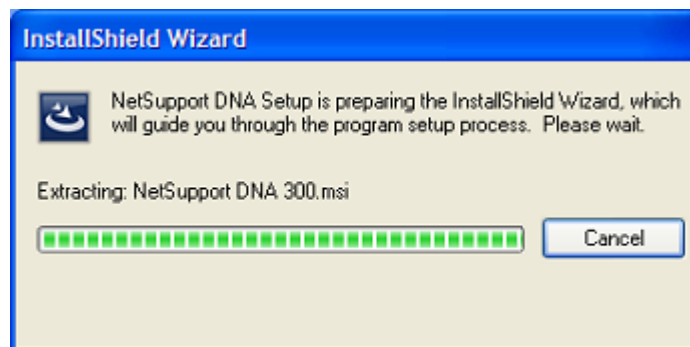 InstallShield Wizard
NetSupport DNA Setup is preparing the InstallShield Wizard, which
will guide you through the program setup process. Please wait.
Extracting: NetSupport DNA 300.msi
Cancel